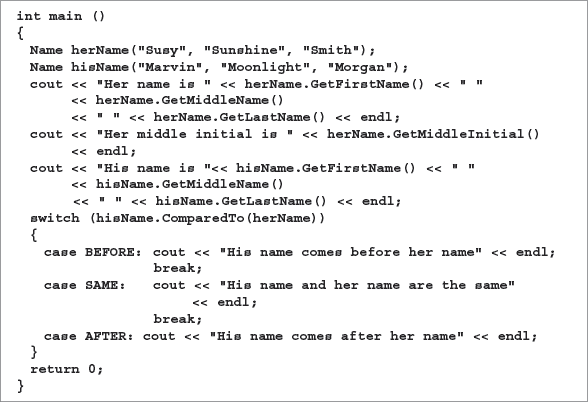 int main ()
{
  Name herName("Susy", "Sunshine", "Smith");
  Name hisName("Marvin", "Moonlight", "Morgan");
  cout << "Her name is " << herName.GetFirstName() << " "
       << herName.GetMiddleName()
       << " " << herName.GetLastName() << endl;
  cout << "Her middle initial is " << herName.GetMiddleInitial()
       << endl;
  cout << "His name is "<< hisName.GetFirstName() << " "
       << hisName.GetMiddleName()
       << " " << hisName.GetLastName() << endl;
  switch (hisName.ComparedTo(herName))
  {
    case BEFORE: cout << "His name comes before her name" << endl;
                 break;
    case SAME:   cout << "His name and her name are the same"
                      << endl;
                 break;
    case AFTER: cout << "His name comes after her name" << endl;
  }
  return 0;
}